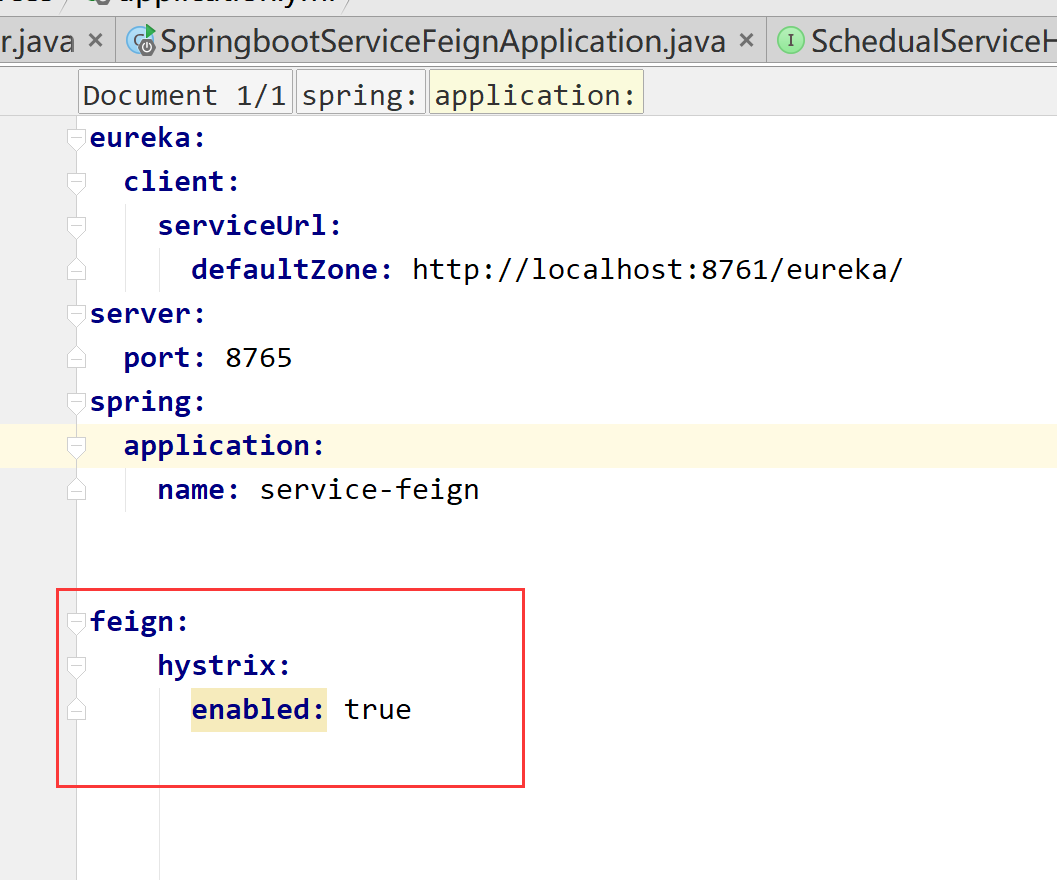 r.java × SpringbootServiceFeignApplication.java × I SchedualServiceH
Document 1/1 spring: application:
eureka:
  client:
    serviceUrl:
      defaultZone: http://localhost:8761/eureka/
server:
  port: 8765
spring:
  application:
    name: service-feign
feign:
    hystrix:
      enabled: true